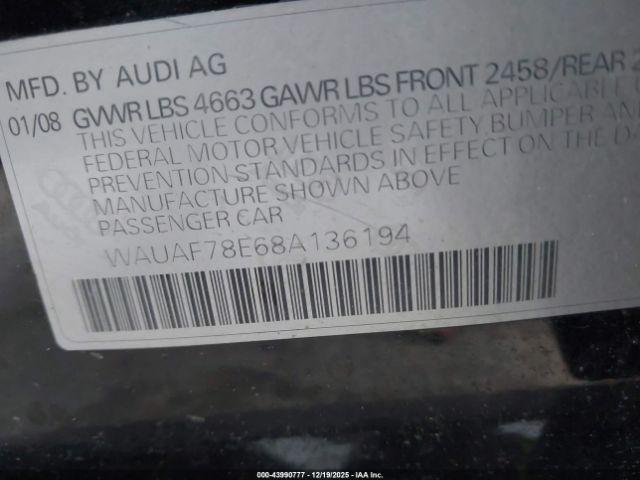 MFD. BY AUDI AG
01/08 GVWR LBS 4663 GAWR LBS FRONT 2458/REAR
THIS VEHICLE CONFORMS TO ALL APPLICABLE
FEDERAL MOTOR VEHICLE SAFETY BUMPER AND
PREVENTION STANDARDS IN EFFECT ON THE
MANUFACTURE SHOWN ABOVE
PASSENGER CAR
WAUAF78E68A136194
000-43990777 - 12/19/2025 - IAA Inc.